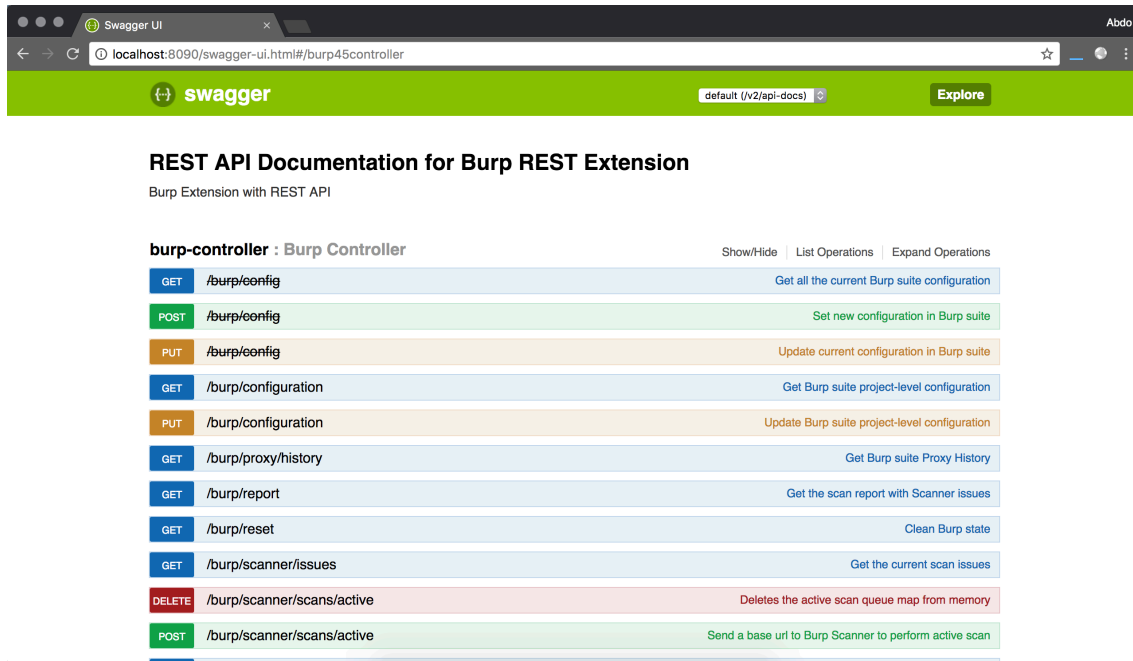 Swagger UI
Abdo
localhost:8090/swagger-ui.html#/burp45controller
{···} swagger
default (/v2/api-docs)
Explore
REST API Documentation for Burp REST Extension
Burp Extension with REST API
burp-controller : Burp Controller
Show/Hide List Operations Expand Operations
GET /burp/config Get all the current Burp suite configuration
POST /burp/config Set new configuration in Burp suite
PUT /burp/config Update current configuration in Burp suite
GET /burp/configuration Get Burp suite project-level configuration
PUT /burp/configuration Update Burp suite project-level configuration
GET /burp/proxy/history Get Burp suite Proxy History
GET /burp/report Get the scan report with Scanner issues
GET /burp/reset Clean Burp state
GET /burp/scanner/issues Get the current scan issues
DELETE /burp/scanner/scans/active Deletes the active scan queue map from memory
POST /burp/scanner/scans/active Send a base url to Burp Scanner to perform active scan